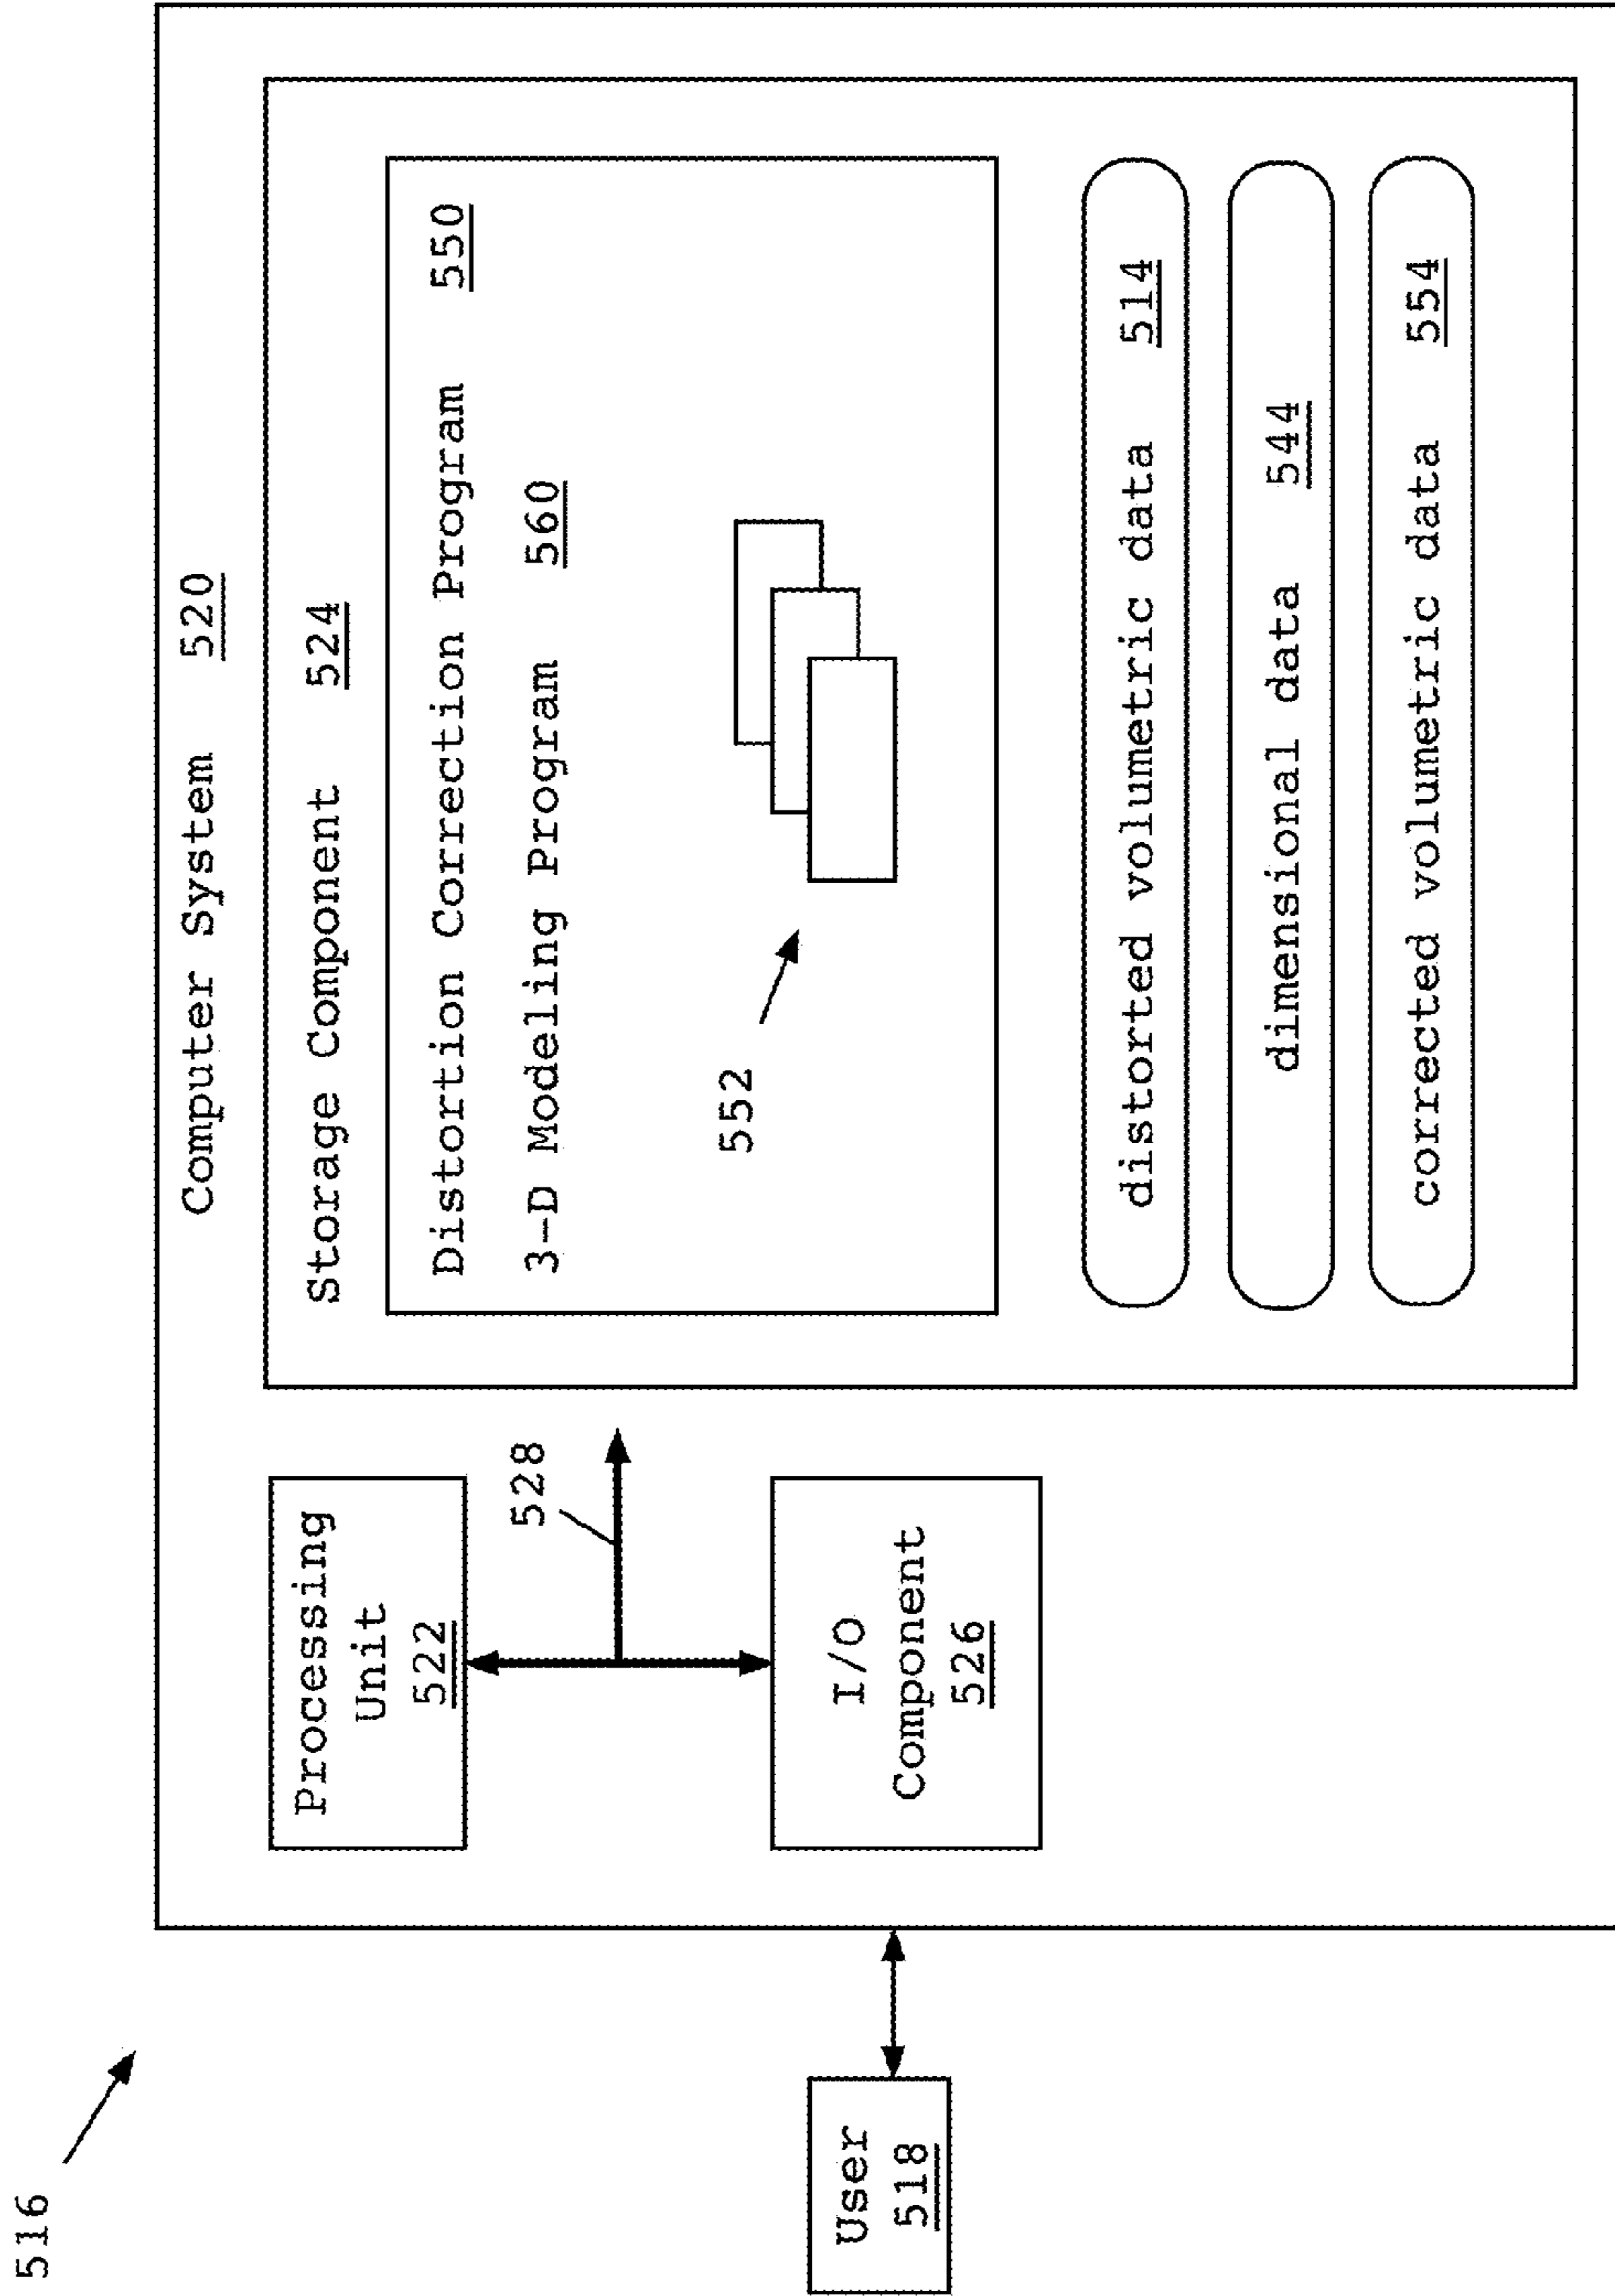 516
Computer System 520
Storage Component 524
Distortion Correction Program 550
3-D Modeling Program 560
552
distorted volumetric data 514
dimensional data 544
corrected volumetric data 554
Processing
Unit
522
528
I/O
Component
526
User
518